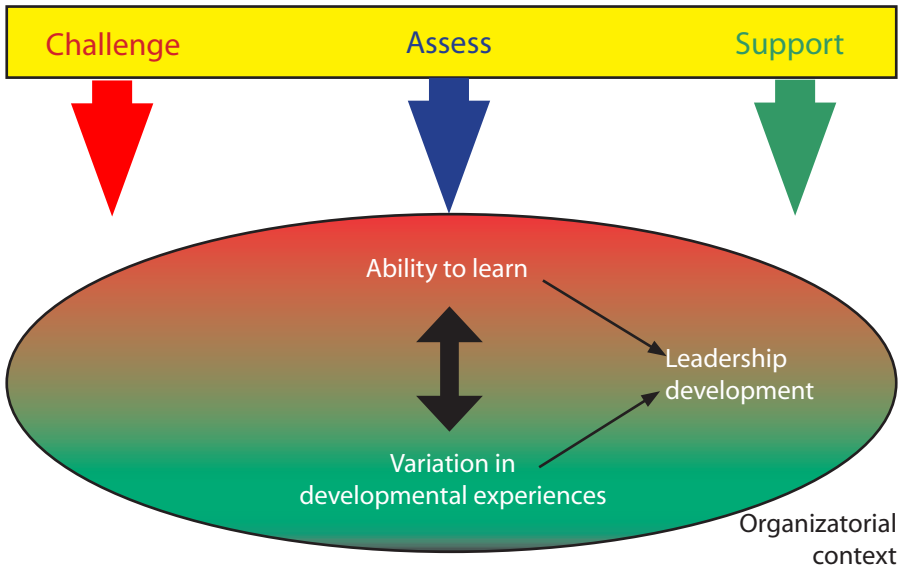 Challenge
Assess
Support
Ability to learn
Leadership
development
Variation in
developmental experiences
Organizatorial
context